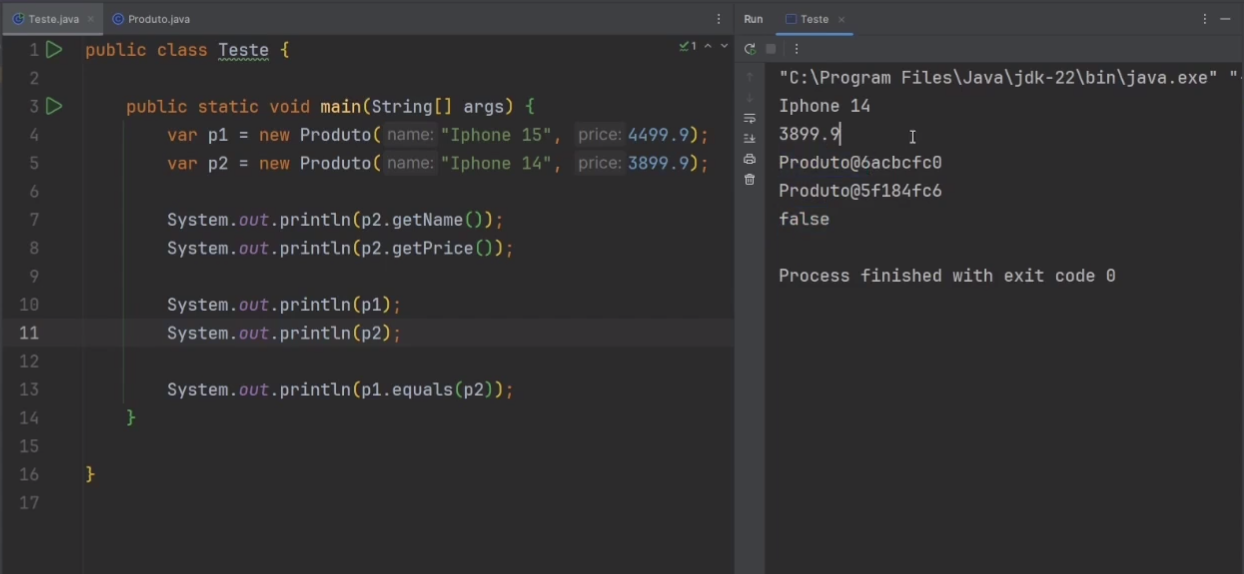 Teste.java
Produto.java
1 public class Teste {
2
3 public static void main(String[] args) {
4 var p1 = new Produto( name: "Iphone 15", price: 4499.9);
5 var p2 = new Produto( name: "Iphone 14", price: 3899.9);
6
7 System.out.println(p2.getName());
8 System.out.println(p2.getPrice());
9
10 System.out.println(p1);
11 System.out.println(p2);
12
13 System.out.println(p1.equals(p2));
14 }
15
16 }
17
1
Run Teste
"C:\Program Files\Java\jdk-22\bin\java.exe" "-
Iphone 14
3899.9
Produto@6acbcfc0
Produto@5f184fc6
false
Process finished with exit code 0